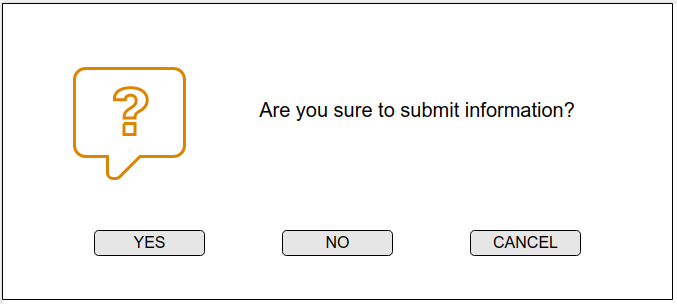 ?
Are you sure to submit information?
YES
NO
CANCEL